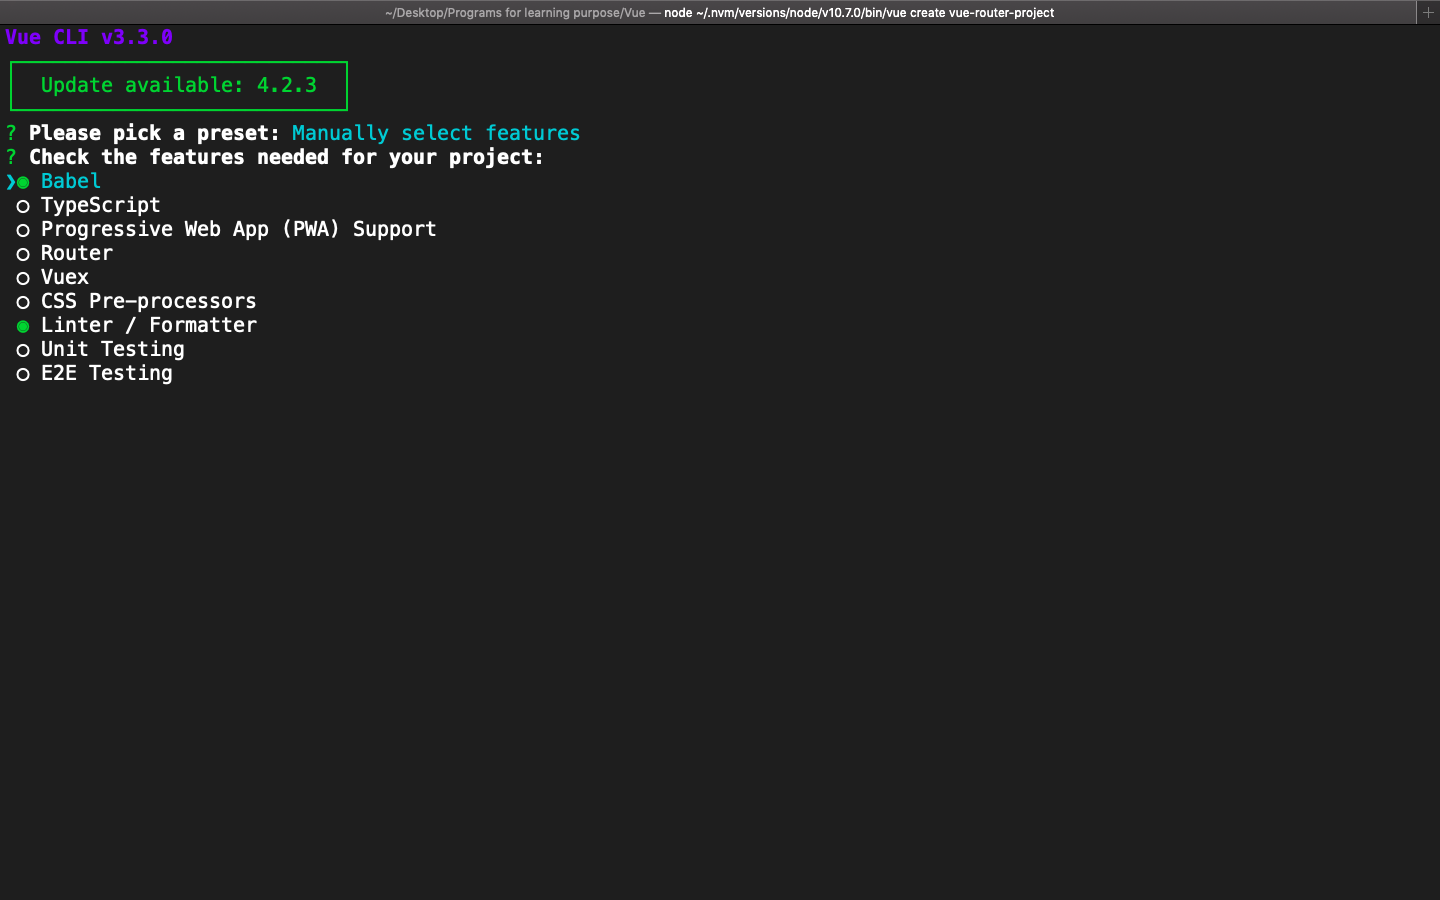 ~/Desktop/Programs for learning purpose/Vue — node ~/.nvm/versions/node/v10.7.0/bin/vue create vue-router-project
Vue CLI v3.3.0
Update available: 4.2.3
? Please pick a preset: Manually select features
? Check the features needed for your project:
❯◉ Babel
◯ TypeScript
◯ Progressive Web App (PWA) Support
◯ Router
◯ Vuex
◯ CSS Pre-processors
◉ Linter / Formatter
◯ Unit Testing
◯ E2E Testing